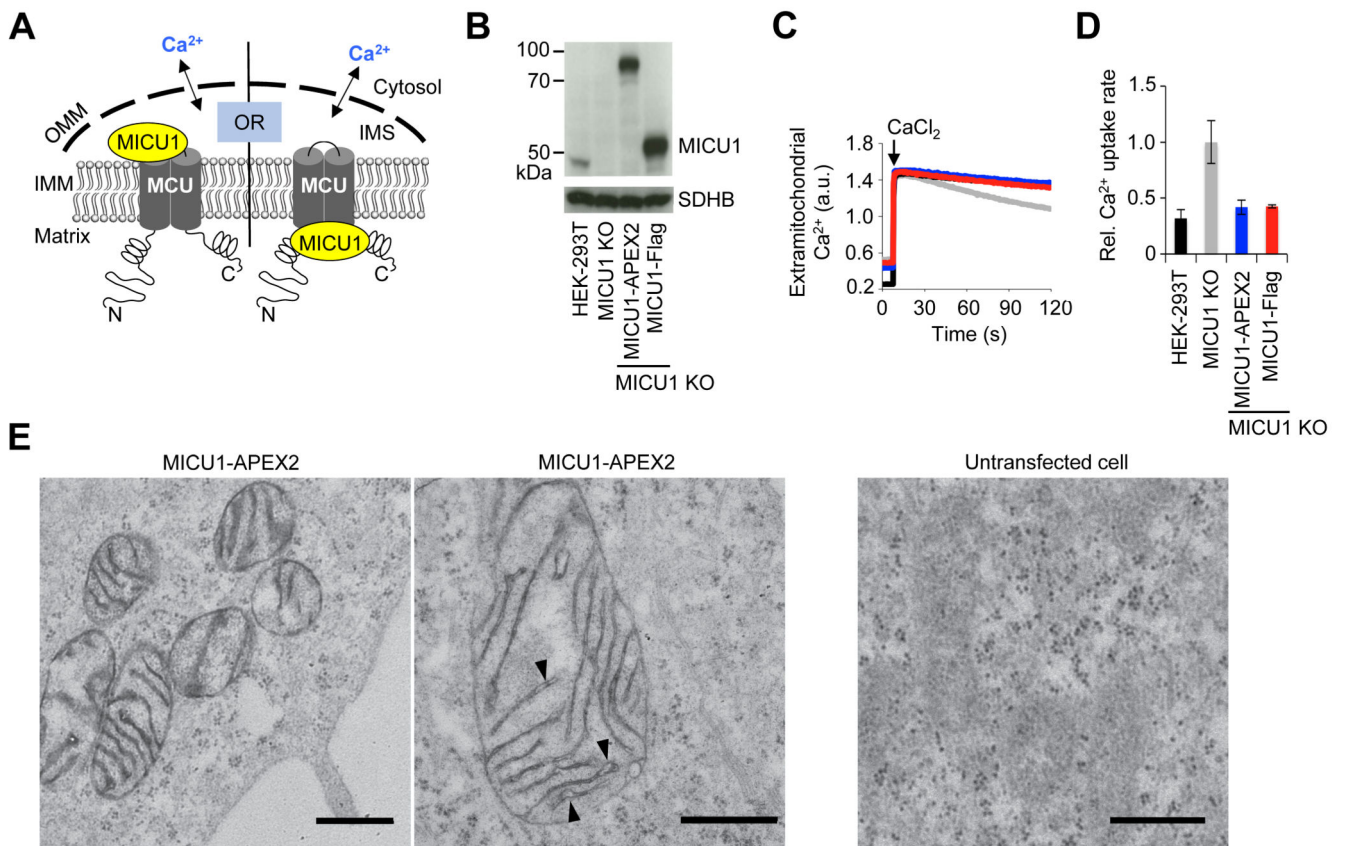 A
Ca²⁺
Ca²⁺
OMM
Cytosol
OR
IMS
MICU1
IMM
MCU
MCU
Matrix
MICU1
C
C
N
N
B
100
70
50
kDa
MICU1
SDHB
HEK-293T
MICU1 KO
MICU1-APEX2
MICU1-Flag
MICU1 KO
C
CaCl₂
Extramitochondrial
Ca²⁺ (a.u.)
1.8
1.4
1.0
0.6
0.2
0 30 60 90 120
Time (s)
D
Rel. Ca²⁺ uptake rate
1.5
1.0
0.5
0
HEK-293T
MICU1 KO
MICU1-APEX2
MICU1-Flag
MICU1 KO
E
MICU1-APEX2
MICU1-APEX2
Untransfected cell